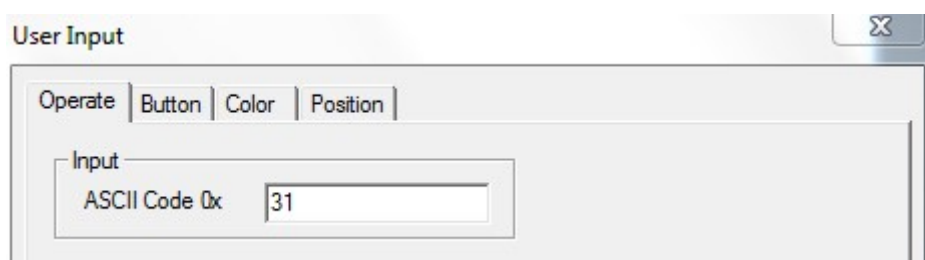 User Input
Operate Button Color Position
Input
ASCII Code 0x 31